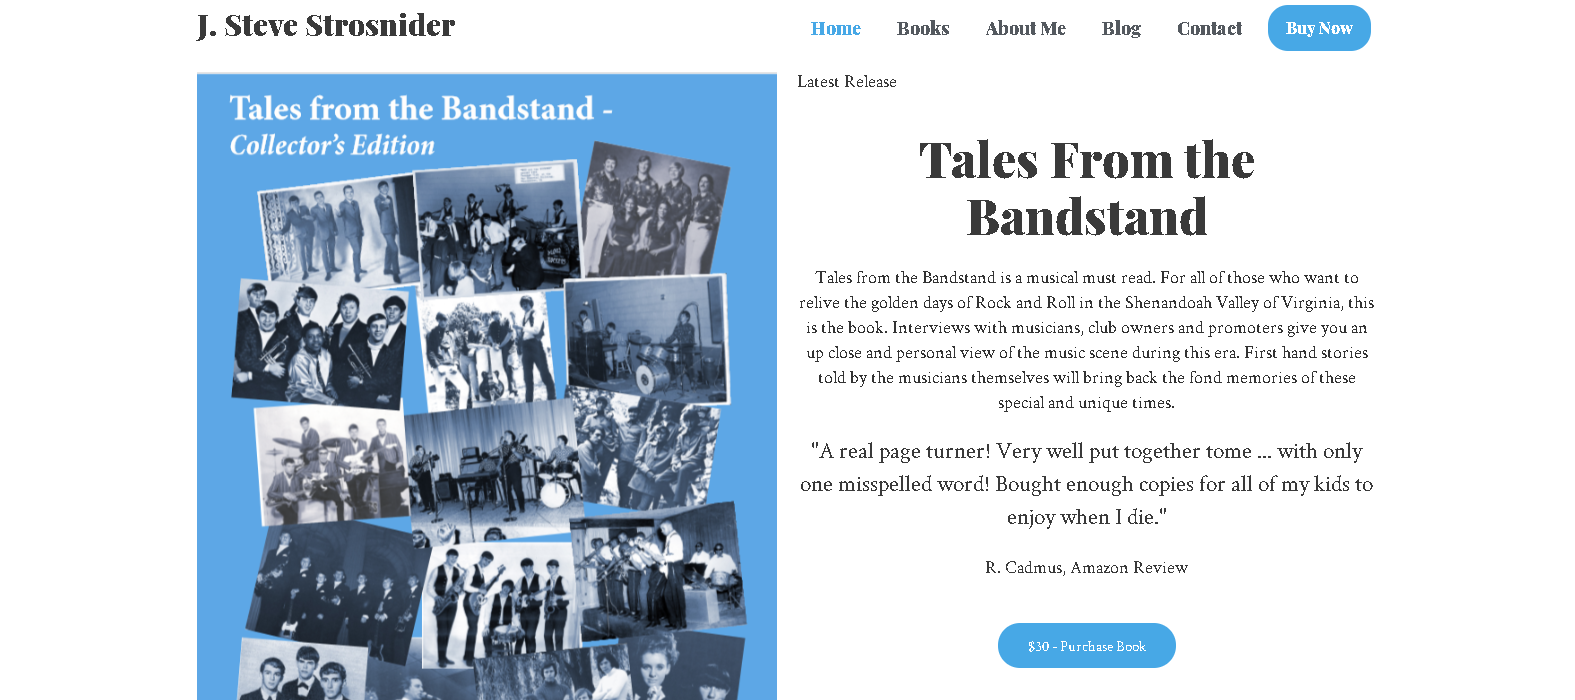 J. Steve Strosnider
Home
Books
About Me
Blog
Contact
Buy Now
Tales from the Bandstand -
Collector's Edition
Latest Release
Tales From the
Bandstand
Tales from the Bandstand is a musical must read. For all of those who want to
relive the golden days of Rock and Roll in the Shenandoah Valley of Virginia, this
is the book. Interviews with musicians, club owners and promoters give you an
up close and personal view of the music scene during this era. First hand stories
told by the musicians themselves will bring back the fond memories of these
special and unique times.
"A real page turner! Very well put together tome ... with only
one misspelled word! Bought enough copies for all of my kids to
enjoy when I die."
R. Cadmus, Amazon Review
$30 - Purchase Book